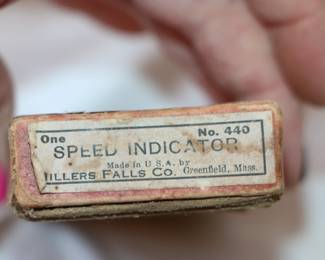 One No. 440
SPEED INDICATOR
Made in U.S.A. by
ILLERS FALLS CO. Greenfield, Mass.